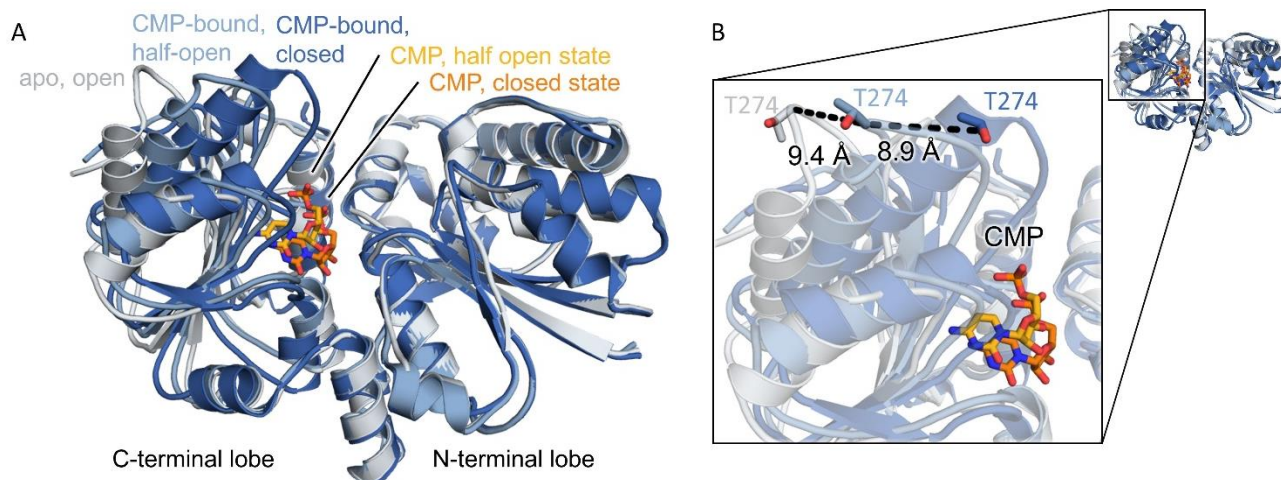 A
CMP-bound,
half-open
CMP-bound,
closed
apo, open
CMP, half open state
CMP, closed state
C-terminal lobe
N-terminal lobe
B
T274
T274
T274
9.4 Å
8.9 Å
CMP